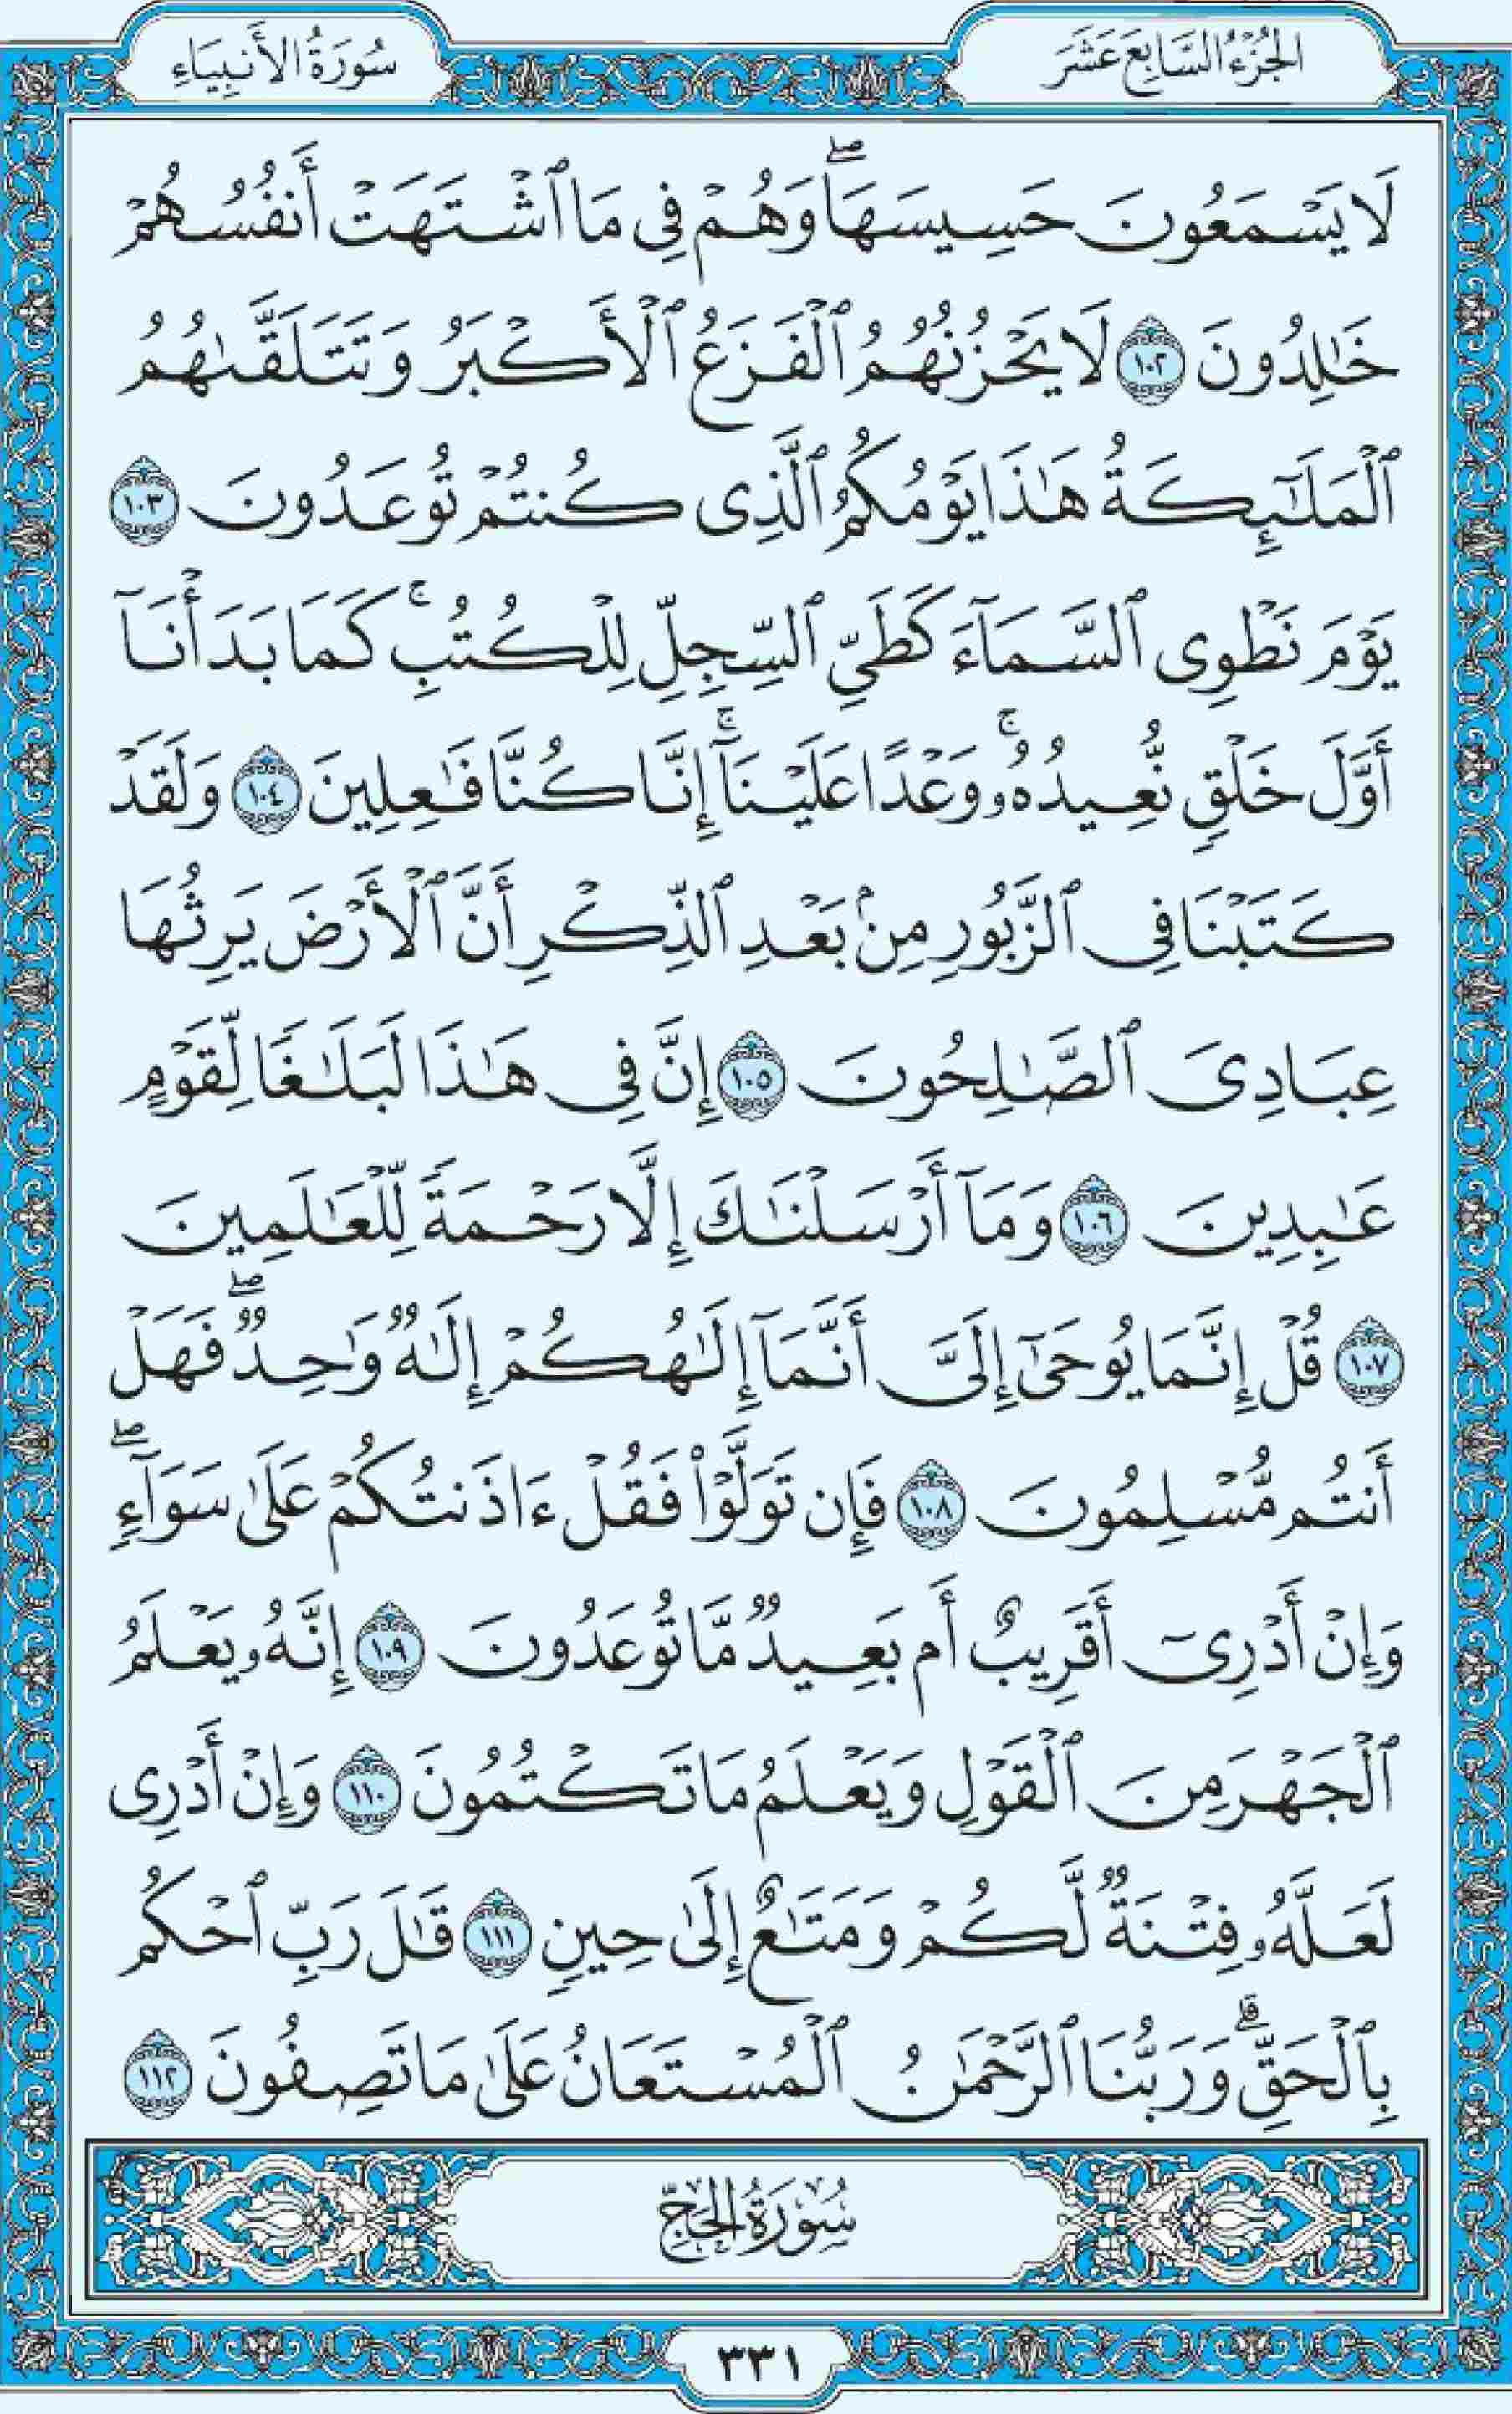 الجُزْءُ السَّابِعَ عَشَرَ
سُورَةُ الأَنبِيَاءِ
لَا يَسْمَعُونَ حَسِيسَهَا ۖ وَهُمْ فِى مَا ٱشْتَهَتْ أَنفُسُهُمْ
خَٰلِدُونَ ١٠٢ لَا يَحْزُنُهُمُ ٱلْفَزَعُ ٱلْأَكْبَرُ وَتَتَلَقَّىٰهُمُ
ٱلْمَلَٰٓئِكَةُ هَٰذَا يَوْمُكُمُ ٱلَّذِى كُنتُمْ تُوعَدُونَ ١٠٣
يَوْمَ نَطْوِى ٱلسَّمَآءَ كَطَىِّ ٱلسِّجِلِّ لِلْكُتُبِ ۚ كَمَا بَدَأْنَآ
أَوَّلَ خَلْقٍ نُّعِيدُهُۥ ۚ وَعْدًا عَلَيْنَآ ۚ إِنَّا كُنَّا فَٰعِلِينَ ١٠٤ وَلَقَدْ
كَتَبْنَا فِى ٱلزَّبُورِ مِنۢ بَعْدِ ٱلذِّكْرِ أَنَّ ٱلْأَرْضَ يَرِثُهَا
عِبَادِىَ ٱلصَّٰلِحُونَ ١٠٥ إِنَّ فِى هَٰذَا لَبَلَٰغًا لِّقَوْمٍ
عَٰبِدِينَ ١٠٦ وَمَآ أَرْسَلْنَٰكَ إِلَّا رَحْمَةً لِّلْعَٰلَمِينَ
١٠٧ قُلْ إِنَّمَا يُوحَىٰٓ إِلَىَّ أَنَّمَآ إِلَٰهُكُمْ إِلَٰهٌ وَٰحِدٌ ۖ فَهَلْ
أَنتُم مُّسْلِمُونَ ١٠٨ فَإِن تَوَلَّوْا۟ فَقُلْ ءَاذَنتُكُمْ عَلَىٰ سَوَآءٍ ۖ
وَإِنْ أَدْرِىٓ أَقَرِيبٌ أَم بَعِيدٌ مَّا تُوعَدُونَ ١٠٩ إِنَّهُۥ يَعْلَمُ
ٱلْجَهْرَ مِنَ ٱلْقَوْلِ وَيَعْلَمُ مَا تَكْتُمُونَ ١١٠ وَإِنْ أَدْرِى
لَعَلَّهُۥ فِتْنَةٌ لَّكُمْ وَمَتَٰعٌ إِلَىٰ حِينٍ ١١١ قَٰلَ رَبِّ ٱحْكُم
بِٱلْحَقِّ ۗ وَرَبُّنَا ٱلرَّحْمَٰنُ ٱلْمُسْتَعَانُ عَلَىٰ مَا تَصِفُونَ ١١٢
سُورَةُ الحَجِّ
٣٣١